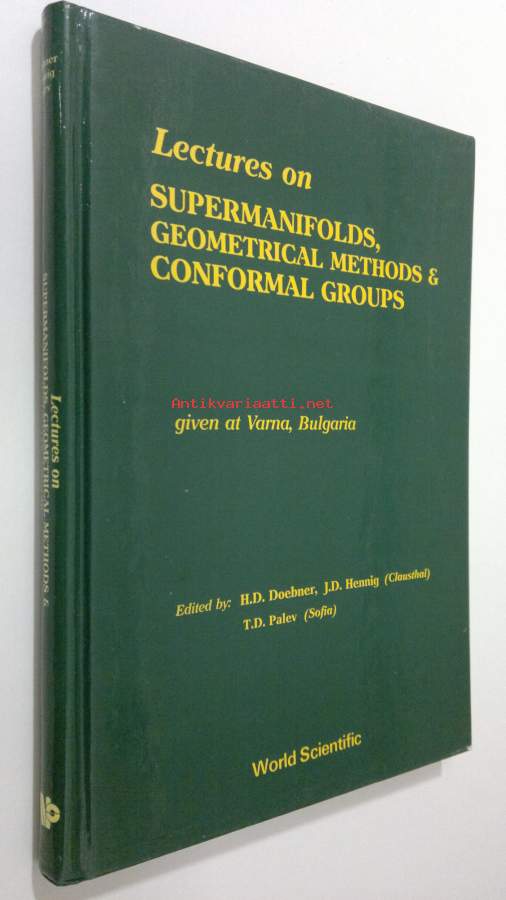 Lectures on
SUPERMANIFOLDS,
GEOMETRICAL METHODS &
CONFORMAL GROUPS
Antikvariaatti.net
given at Varna, Bulgaria
Edited by: H.D. Doebner, J.D. Hennig (Clausthal)
T.D. Palev (Sofia)
World Scientific
Lectures on
SUPERMANIFOLDS, GEOMETRICAL METHODS &